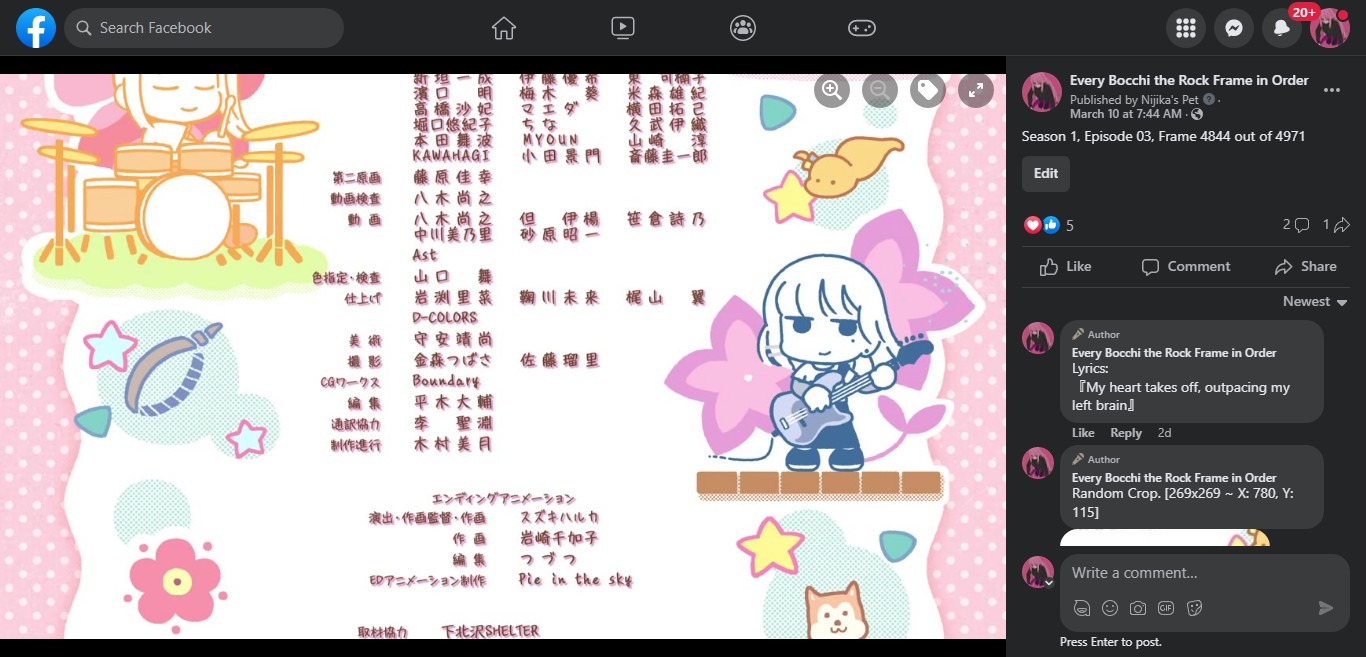 Search Facebook
20+
新垣一成 伊藤優希
濱口 明 梅木 葵 米森雄紀
高橋沙妃 マエダ 横田拓己
堀口悠紀子 ちな 久武伊織
本田舞波 MYOUN 山崎 淳
KAWAHAGI 小田景門 斎藤圭一郎
第二原画 藤原佳幸
動画検査 八木尚之
動画 八木尚之 但 伊楊 笹倉詩乃
中川美乃里 砂原昭一
Ast
色指定・検査 山口 舞
仕上げ 岩渕里菜 鞠川未来 梶山 翼
D-COLORS
美術 守安靖尚
撮影 金森つばさ 佐藤瑠里
CGワークス Boundary
編集 平木大輔
通訳協力 李 聖淵
制作進行 木村美月
エンディングアニメーション
演出・作画監督・作画 スズキハルカ
作画 岩崎千加子
編集 つづつ
EDアニメーション制作 Pie in the sky
取材協力 下北沢SHELTER
Every Bocchi the Rock Frame in Order
Published by Nijika's Pet ·
March 10 at 7:44 AM ·
Season 1, Episode 03, Frame 4844 out of 4971
Edit
5 2 1
Like Comment Share
Newest
Author
Every Bocchi the Rock Frame in Order
Lyrics:
『My heart takes off, outpacing my
left brain』
Like Reply 2d
Author
Every Bocchi the Rock Frame in Order
Random Crop. [269x269 ~ X: 780, Y:
115]
Write a comment…
GIF
Press Enter to post.